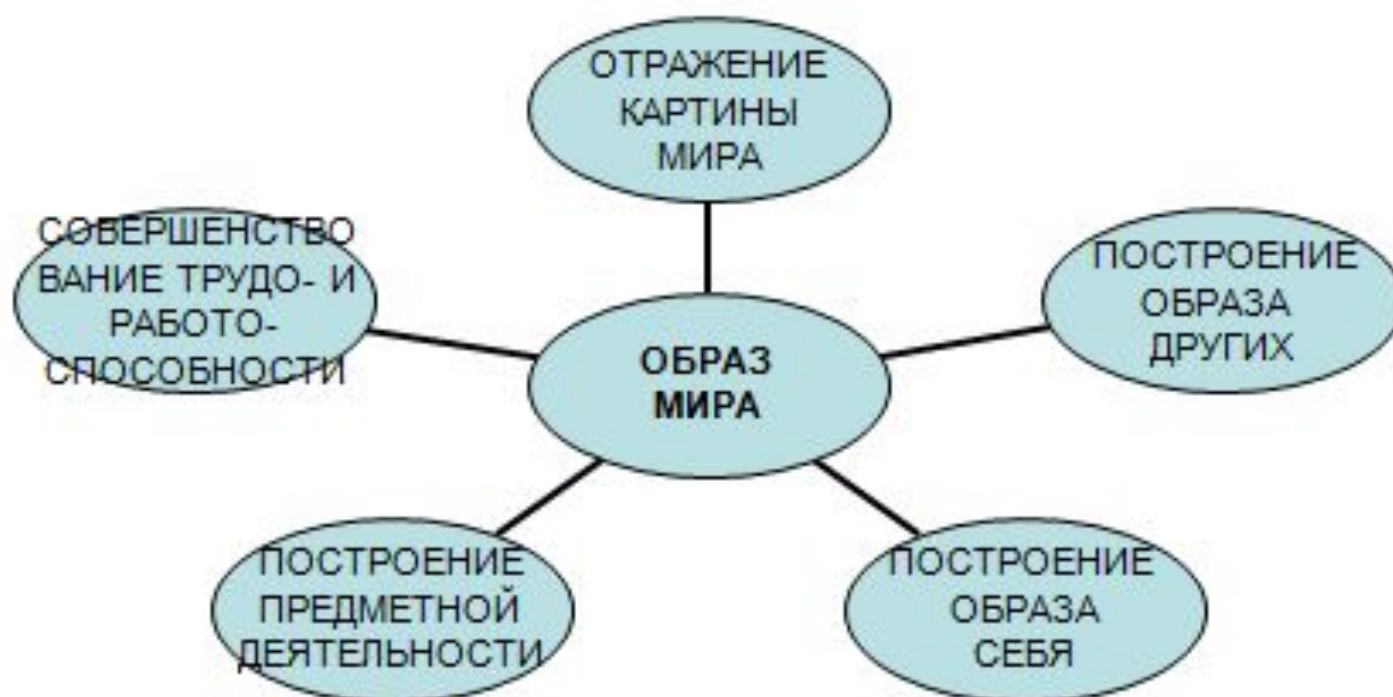 ОТРАЖЕНИЕ
КАРТИНЫ
МИРА
СОВЕРШЕНСТВО
ВАНИЕ ТРУДО- И
РАБОТО-
СПОСОБНОСТИ
ПОСТРОЕНИЕ
ОБРАЗА
ДРУГИХ
ОБРАЗ
МИРА
ПОСТРОЕНИЕ
ПРЕДМЕТНОЙ
ДЕЯТЕЛЬНОСТИ
ПОСТРОЕНИЕ
ОБРАЗА
СЕБЯ